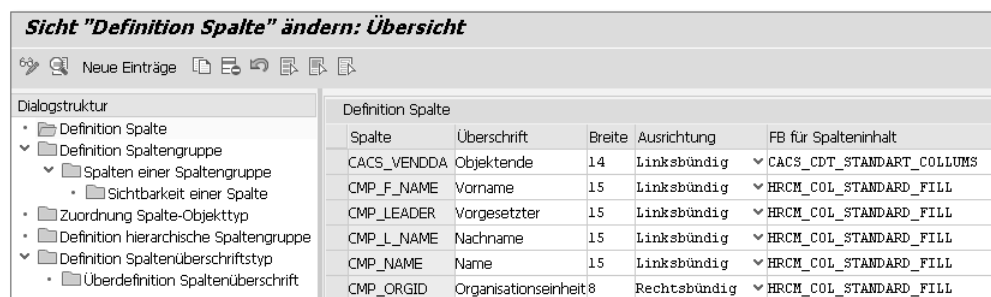 Sicht "Definition Spalte" ändern: Übersicht
Neue Einträge
Dialogstruktur
Definition Spalte
Definition Spaltengruppe
Spalten einer Spaltengruppe
Sichtbarkeit einer Spalte
Zuordnung Spalte-Objekttyp
Definition hierarchische Spaltengruppe
Definition Spaltenüberschriftstyp
Überdefinition Spaltenüberschrift
Definition Spalte
Spalte Überschrift Breite Ausrichtung FB für Spalteninhalt
CACS_VENDDA Objektende 14 Linksbündig CACS_CDT_STANDART_COLLUMS
CMP_F_NAME Vorname 15 Linksbündig HRCM_COL_STANDARD_FILL
CMP_LEADER Vorgesetzter 15 Linksbündig HRCM_COL_STANDARD_FILL
CMP_L_NAME Nachname 15 Linksbündig HRCM_COL_STANDARD_FILL
CMP_NAME Name 15 Linksbündig HRCM_COL_STANDARD_FILL
CMP_ORGID Organisationseinheit 8 Rechtsbündig HRCM_COL_STANDARD_FILL